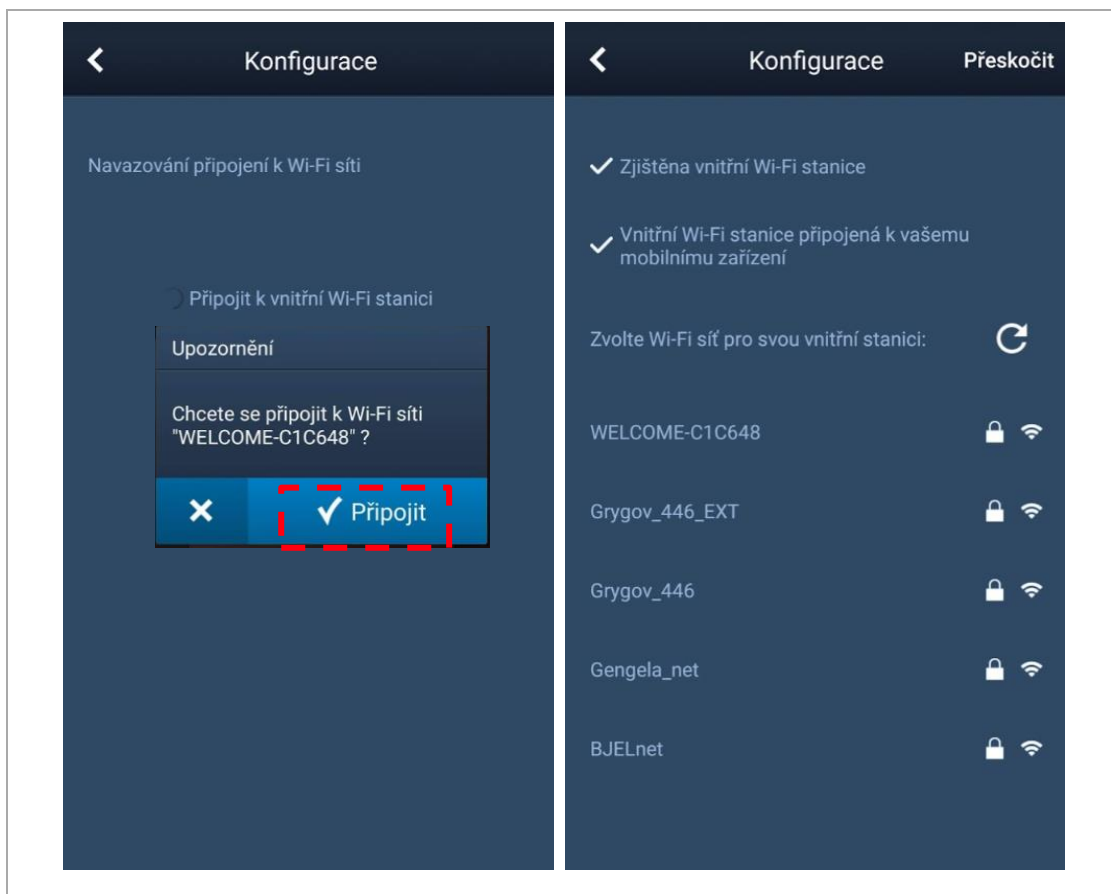 Konfigurace
Navazování připojení k Wi-Fi síti
Připojit k vnitřní Wi-Fi stanici
Upozornění
Chcete se připojit k Wi-Fi síti
"WELCOME-C1C648" ?
Připojit
Konfigurace
Přeskočit
Zjištěna vnitřní Wi-Fi stanice
Vnitřní Wi-Fi stanice připojená k vašemu
mobilnímu zařízení
Zvolte Wi-Fi síť pro svou vnitřní stanici:
WELCOME-C1C648
Grygov_446_EXT
Grygov_446
Gengela_net
BJELnet